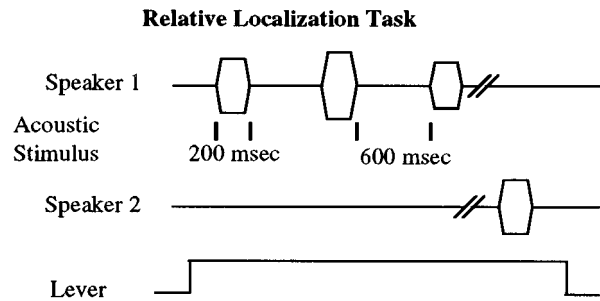 Relative Localization Task
Speaker 1
Acoustic
Stimulus
200 msec
600 msec
Speaker 2
Lever